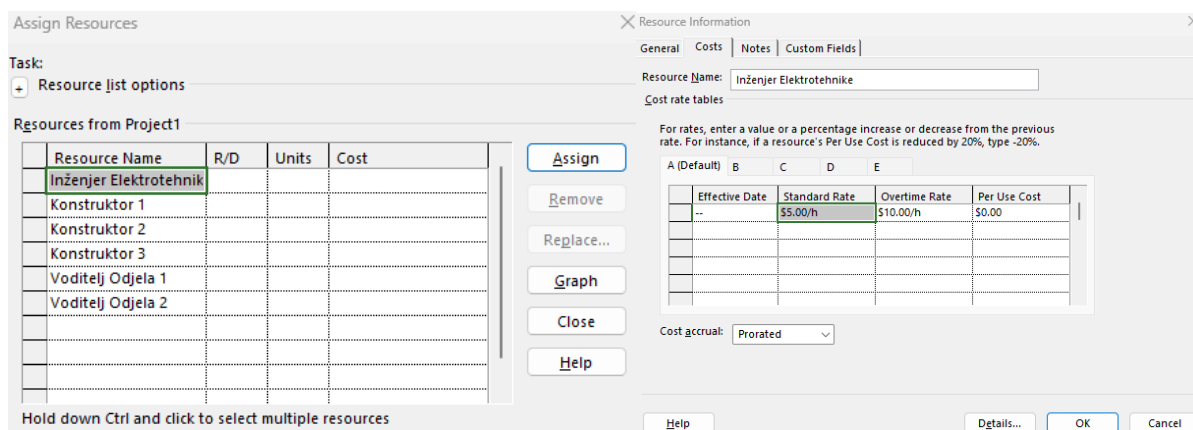 Assign Resources
Task:
+ Resource list options
Resources from Project1
Resource Name R/D Units Cost
Inženjer Elektrotehnik
Konstruktor 1
Konstruktor 2
Konstruktor 3
Voditelj Odjela 1
Voditelj Odjela 2
Assign
Remove
Replace...
Graph
Close
Help
Hold down Ctrl and click to select multiple resources
Resource Information
General Costs Notes Custom Fields
Resource Name: Inženjer Elektrotehnike
Cost rate tables
For rates, enter a value or a percentage increase or decrease from the previous
rate. For instance, if a resource's Per Use Cost is reduced by 20%, type -20%.
A (Default) B C D E
Effective Date Standard Rate Overtime Rate Per Use Cost
-- $5.00/h $10.00/h $0.00
Cost accrual: Prorated
Help Details... OK Cancel